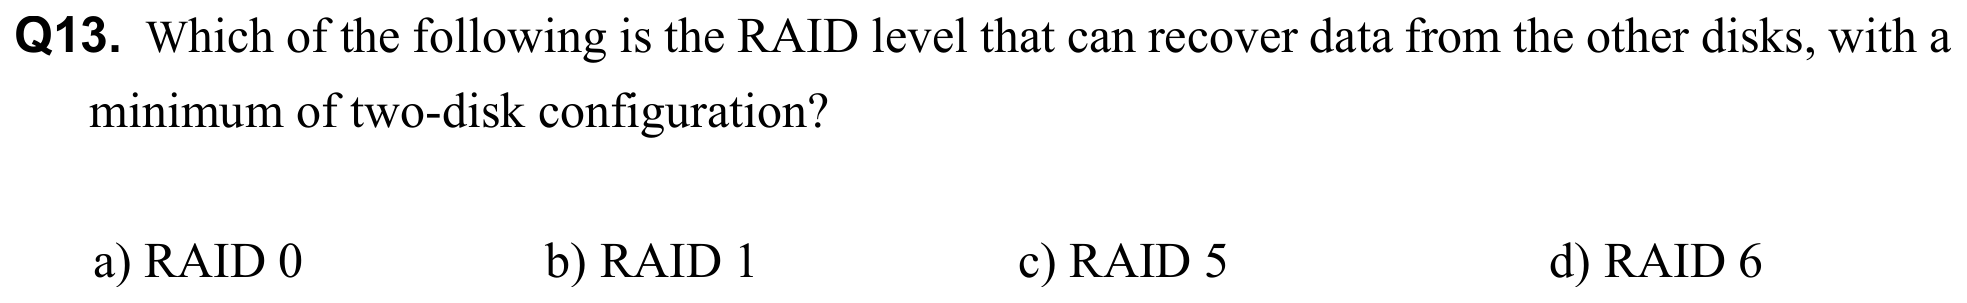 Q13. Which of the following is the RAID level that can recover data from the other disks, with a
minimum of two-disk configuration?
a) RAID 0 b) RAID 1 c) RAID 5 d) RAID 6